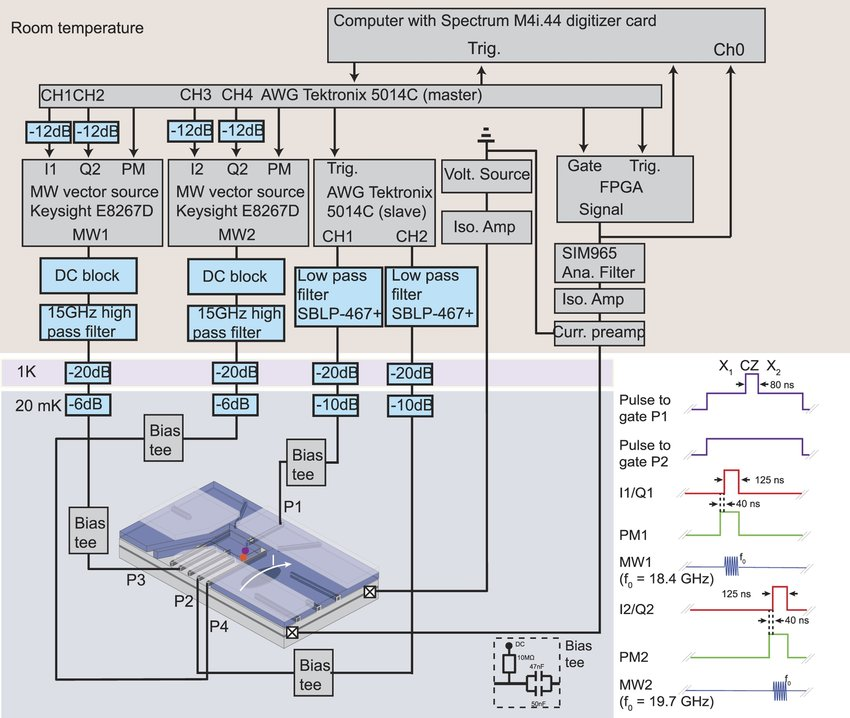 Room temperature
Computer with Spectrum M4i.44 digitizer card
Trig.
Ch0
CH1CH2
CH3 CH4 AWG Tektronix 5014C (master)
-12dB
-12dB
-12dB
-12dB
I1 Q2 PM
MW vector source
Keysight E8267D
MW1
I2 Q2 PM
MW vector source
Keysight E8267D
MW2
Trig.
AWG Tektronix
5014C (slave)
CH1 CH2
Volt. Source
Iso. Amp
Gate Trig.
FPGA
Signal
DC block
DC block
Low pass
filter
SBLP-467+
Low pass
filter
SBLP-467+
SIM965
Ana. Filter
Iso. Amp
Curr. preamp
15GHz high
pass filter
15GHz high
pass filter
1K
-20dB
-20dB
-20dB
-20dB
20 mK
-6dB
-6dB
-10dB
-10dB
Bias
tee
Bias
tee
Bias
tee
Bias
tee
P1
P3
P2
P4
I
DC
10MΩ
47nF
50nF
Bias
tee
X1 CZ X2
80 ns
Pulse to
gate P1
Pulse to
gate P2
I1/Q1
125 ns
40 ns
PM1
MW1
(f0 = 18.4 GHz)
f0
I2/Q2
125 ns
40 ns
PM2
MW2
(f0 = 19.7 GHz)
f0